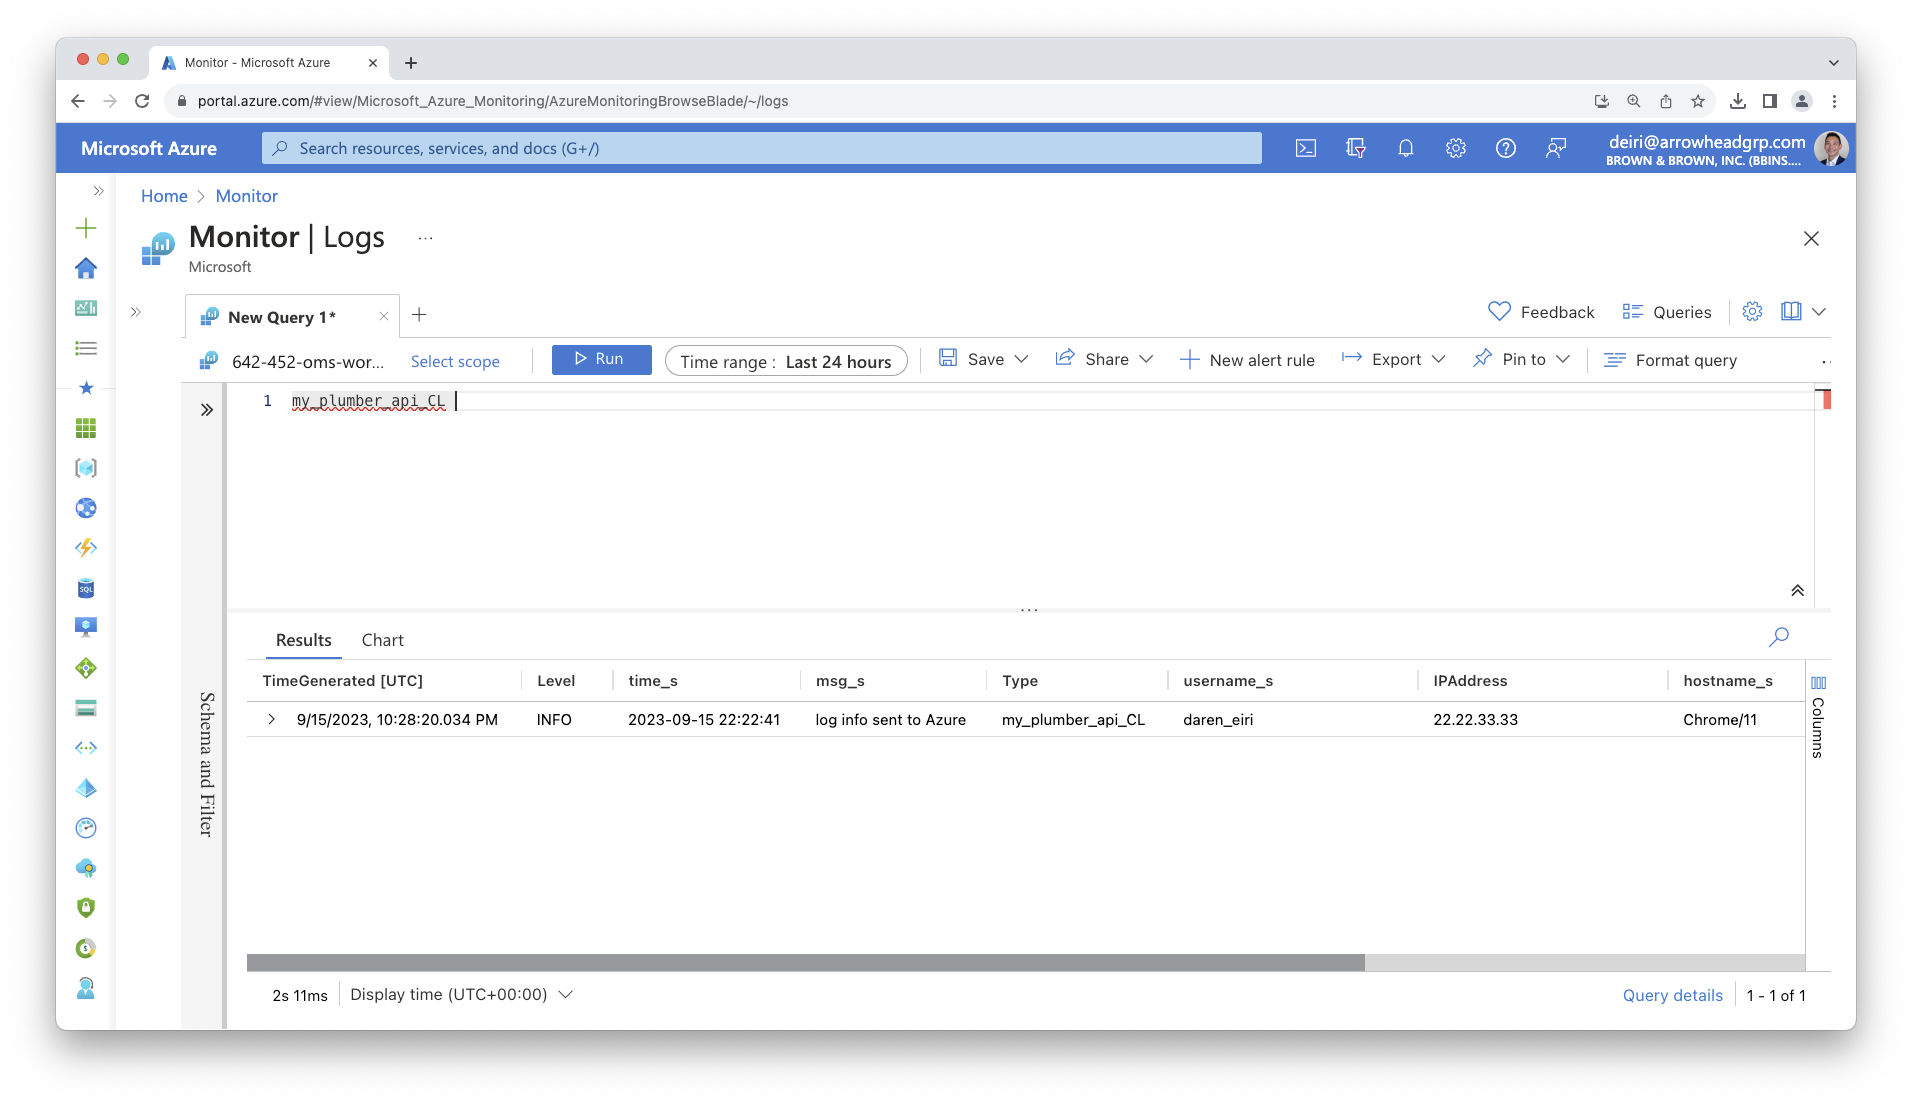 Monitor - Microsoft Azure
portal.azure.com/#view/Microsoft_Azure_Monitoring/AzureMonitoringBrowseBlade/~/logs
Microsoft Azure
Search resources, services, and docs (G+/)
deiri@arrowheadgrp.com
BROWN & BROWN, INC. (BBINS....
Home > Monitor
Monitor | Logs ...
Microsoft
New Query 1*
Feedback
Queries
642-452-oms-wor...
Select scope
Run
Time range : Last 24 hours
Save
Share
New alert rule
Export
Pin to
Format query
1 my_plumber_api_CL
Schema and Filter
Results
Chart
TimeGenerated [UTC] Level time_s msg_s Type username_s IPAddress hostname_s
9/15/2023, 10:28:20.034 PM INFO 2023-09-15 22:22:41 log info sent to Azure my_plumber_api_CL daren_eiri 22.22.33.33 Chrome/11
Columns
SQL
2s 11ms
Display time (UTC+00:00)
Query details
1 - 1 of 1